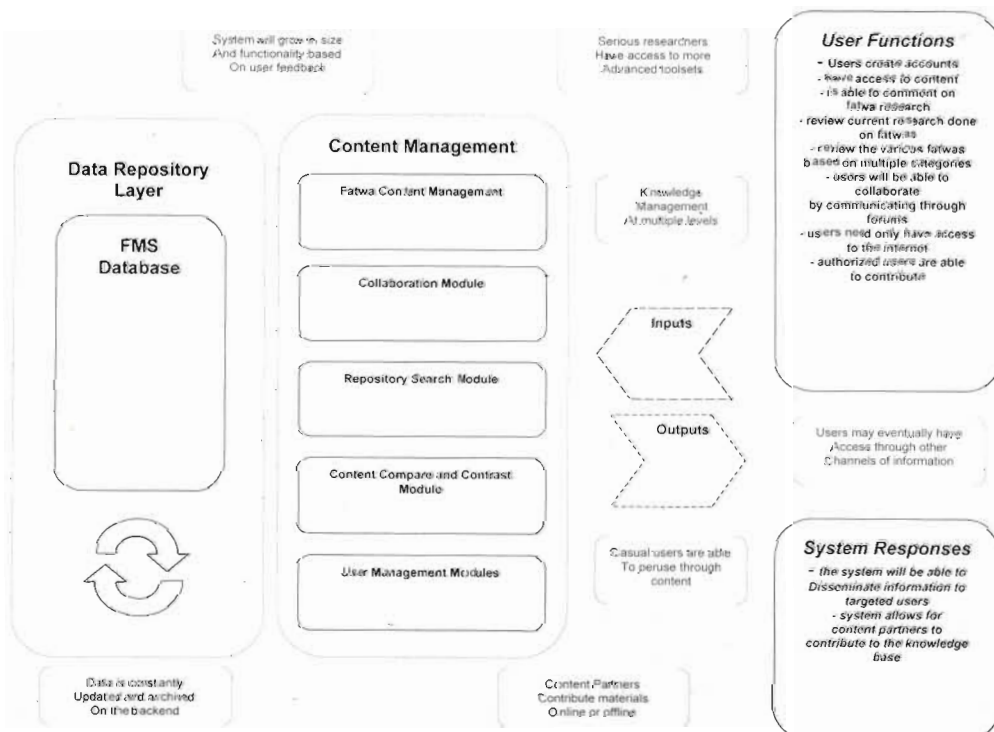 System will grow in size
And functionality based
On user feedback
Serious researchers
Have access to more
Advanced toolsets
User Functions
- Users create accounts
- have access to content
- is able to comment on
fatwa research
- review current research done
on fatwas
- review the various fatwas
based on multiple categories
- users will be able to
collaborate
by communicating through
forums
- users need only have access
to the internet
- authorized users are able
to contribute
Data Repository
Layer
FMS
Database
Content Management
Fatwa Content Management
Collaboration Module
Repository Search Module
Content Compare and Contrast
Module
User Management Modules
Knowledge
Management
At multiple levels
Inputs
Outputs
Users may eventually have
Access through other
Channels of information
Casual users are able
To peruse through
content
System Responses
- the system will be able to
Disseminate information to
targeted users
- system allows for
content partners to
contribute to the knowledge
base
Data is constantly
Updated and archived
On the backend
Content Partners
Contribute materials
Online or offline